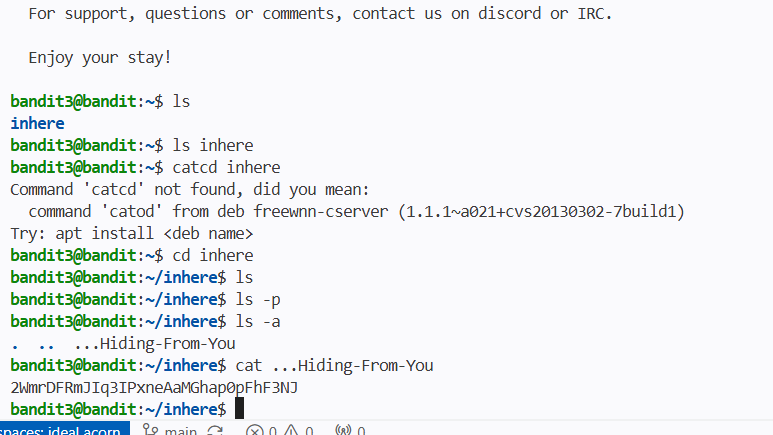 For support, questions or comments, contact us on discord or IRC.
Enjoy your stay!
bandit3@bandit:~$ ls
inhere
bandit3@bandit:~$ ls inhere
bandit3@bandit:~$ catcd inhere
Command 'catcd' not found, did you mean:
command 'catod' from deb freewnn-cserver (1.1.1~a021+cvs20130302-7build1)
Try: apt install <deb name>
bandit3@bandit:~$ cd inhere
bandit3@bandit:~/inhere$ ls
bandit3@bandit:~/inhere$ ls -p
bandit3@bandit:~/inhere$ ls -a
. .. ...Hiding-From-You
bandit3@bandit:~/inhere$ cat ...Hiding-From-You
2WmrDFRmJIq3IPxneAaMGhap0pFhF3NJ
bandit3@bandit:~/inhere$
spaces: ideal acorn main 0 0 0